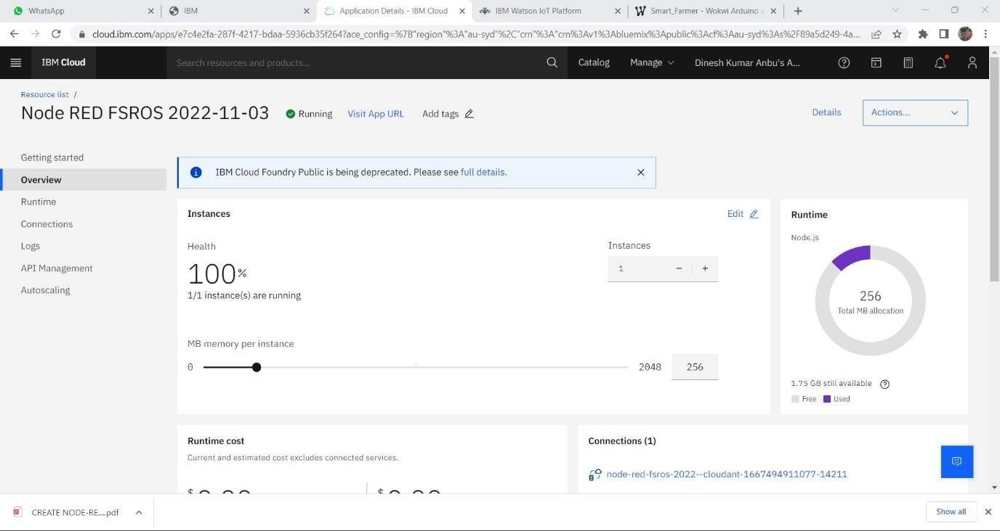 WhatsApp
IBM
Application Details - IBM Cloud
IBM Watson IoT Platform
Smart_Farmer - Wokwi Arduino a
cloud.ibm.com/apps/e7c4e2fa-287f-4217-bdaa-5936cb35f264?ace_config=%7B"region"%3A"au-syd"%2C"crn"%3A"crn%3Av1%3Abluemix%3Apublic%3Acf%3Aau-syd%3As%2F89a5d249-4a...
IBM Cloud
Search resources and products...
Catalog
Manage
Dinesh Kumar Anbu's A...
Resource list /
Node RED FSROS 2022-11-03
Running
Visit App URL
Add tags
Details
Actions...
Getting started
Overview
Runtime
Connections
Logs
API Management
Autoscaling
IBM Cloud Foundry Public is being deprecated. Please see full details.
Instances
Edit
Health
100%
1/1 instance(s) are running
Instances
1 - +
MB memory per instance
0
2048
256
Runtime
Node.js
256
Total MB allocation
1.75 GB still available
Free
Used
Runtime cost
Current and estimated cost excludes connected services.
Connections (1)
node-red-fsros-2022--cloudant-1667494911077-14211
CREATE NODE-RE....pdf
Show all